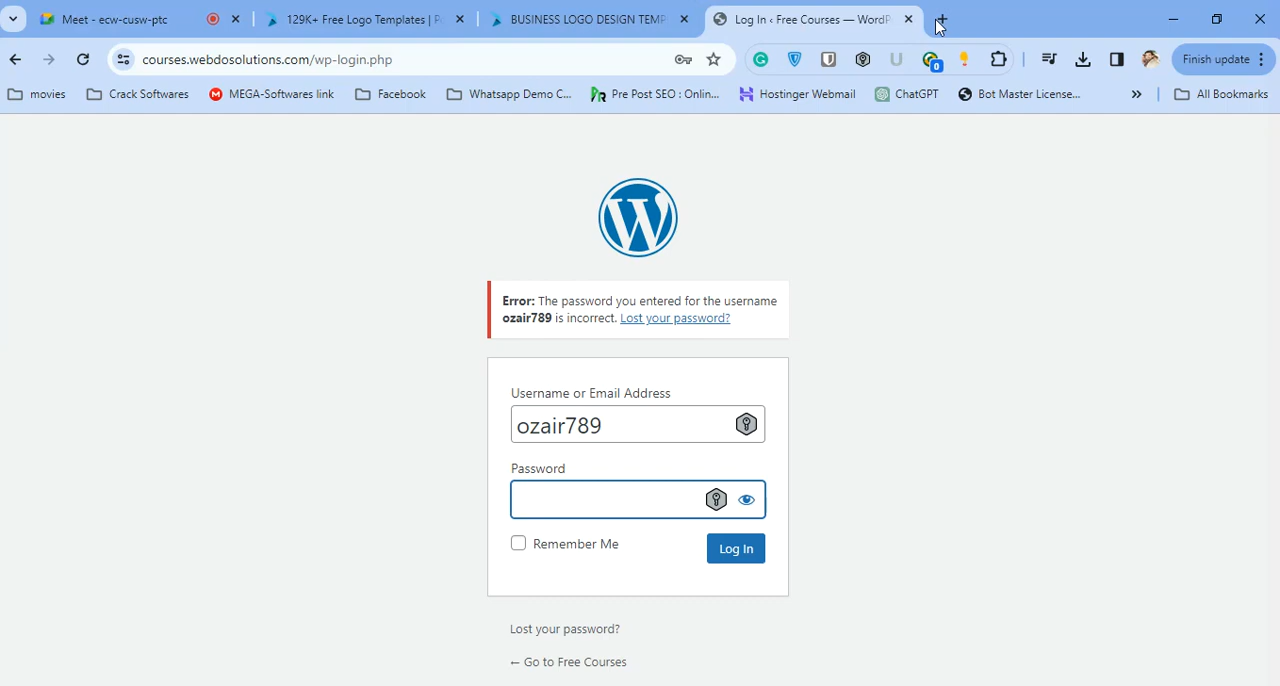 Meet - ecw-cusw-ptc
129K+ Free Logo Templates | P
BUSINESS LOGO DESIGN TEMP
Log In ‹ Free Courses — WordP
courses.webdosolutions.com/wp-login.php
0
Finish update
movies
Crack Softwares
MEGA-Softwares link
Facebook
Whatsapp Demo C...
Pre Post SEO : Onlin...
Hostinger Webmail
ChatGPT
Bot Master License...
»
All Bookmarks
Error: The password you entered for the username
ozair789 is incorrect. Lost your password?
Username or Email Address
ozair789
Password
Remember Me
Log In
Lost your password?
← Go to Free Courses